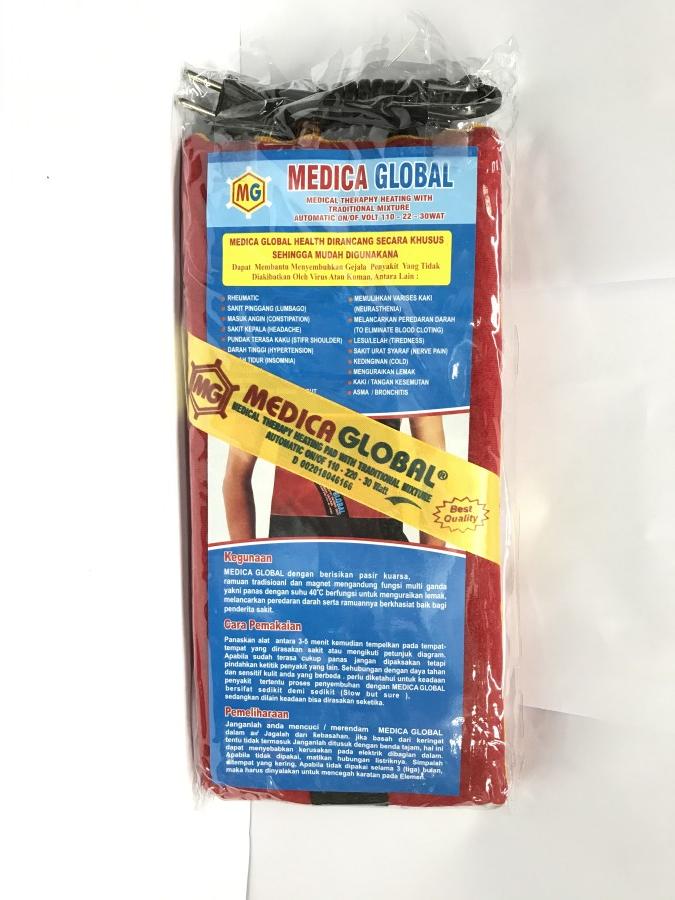 MG
MEDICA GLOBAL
MEDICAL THERAPHY HEATING WITH
TRADITIONAL MIXTURE
AUTOMATIC ON/OF VOLT 110 - 22 - 30WAT
MEDICA GLOBAL HEALTH DIRANCANG SECARA KHUSUS
SEHINGGA MUDAH DIGUNAKANA
Dapat Membantu Menyembuhkan Gejala Penyakit Yang Tidak
Diakibatkan Oleh Virus Atau Kuman, Antara Lain :
RHEUMATIC
SAKIT PINGGANG (LUMBAGO)
MASUK ANGIN (CONSTIPATION)
SAKIT KEPALA (HEADACHE)
PUNDAK TERASA KAKU (STIFR SHOULDER)
DARAH TINGGI (HYPERTENSION)
TIDUR (INSOMNIA)
MEMULIHKAN VARISES KAKI
(NEURASTHENIA)
MELANCARKAN PEREDARAN DARAH
(TO ELIMINATE BLOOD CLOTING)
LESU/LELAH (TIREDNESS)
SAKIT URAT SYARAF (NERVE PAIN)
KEDINGINAN (COLD)
MENGURAIKAN LEMAK
KAKI / TANGAN KESEMUTAN
ASMA / BRONCHITIS
MG
MEDICA GLOBAL®
MEDICAL THERAPY HEATING PAD WITH TRADITIONAL MIXTURE
AUTOMATIC ON/OF 110 - 220 - 30 Watt
D 002018046166
Best
Quality
GLOBAL
Kegunaan
MEDICA GLOBAL dengan berisikan pasir kuarsa,
ramuan tradisioani dan magnet mengandung fungsi multi ganda
yakni panas dengan suhu 40°C berfungsi untuk menguraikan lemak,
melancarkan peredaran darah serta ramuannya berkhasiat baik bagi
penderita sakit.
Cara Pemakaian
Panaskan alat antara 3-5 menit kemudian tempelkan pada tempat-
tempat yang dirasakan sakit atau mengikuti petunjuk diagram.
Apabila sudah terasa cukup panas jangan dipaksakan tetapi
pindahkan ketitik penyakit yang lain. Sehubungan dengan daya tahan
dan sensitif kulit anda yang berbeda . perlu diketahui untuk keadaan
penyakit tertentu proses penyembuhan dengan MEDICA GLOBAL
bersifat sedikit demi sedikit (Slow but sure ),
sedangkan dilain keadaan bisa dirasakan seketika.
Pemeliharaan
Janganlah anda mencuci / merendam MEDICA GLOBAL
dalam air Jagalah dari kebasahan, jika basah dari keringat
tentu tidak termasuk Janganlah ditusuk dengan benda tajam, hal ini
dapat menyebabkan kerusakan pada elektrik dibagian dalam.
Apabila tidak dipakai, matikan hubungan listriknya. Simpalah
ditempat yang kering, Apabila tidak dipakai selama 3 (tiga) bulan,
maka harus dinyalakan untuk mencegah karatan pada Elemen.